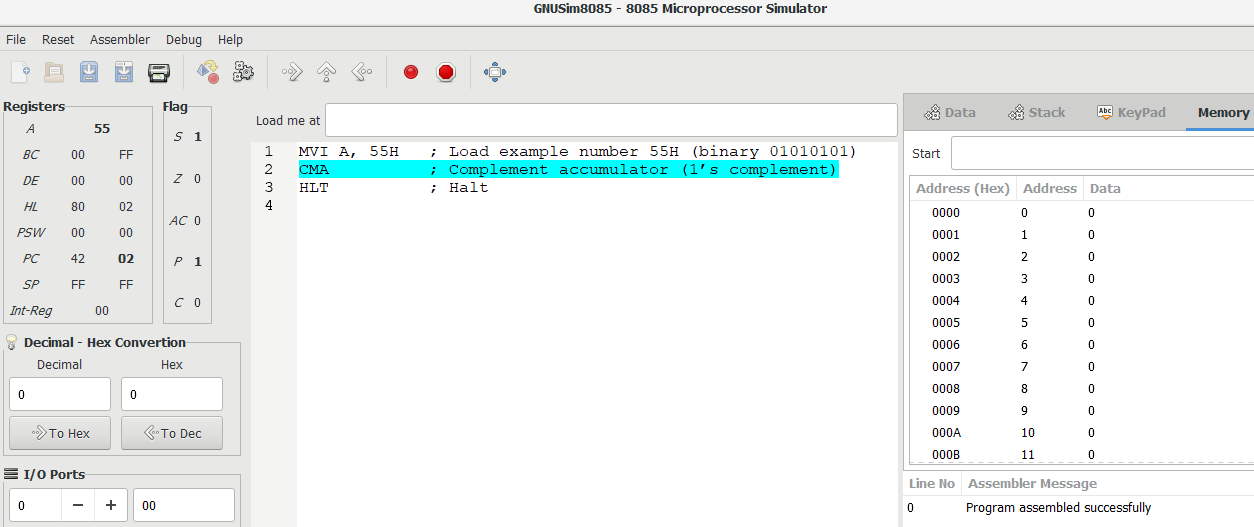 GNUSim8085 - 8085 Microprocessor Simulator
File Reset Assembler Debug Help
Registers
A 55
BC 00 FF
DE 00 00
HL 80 02
PSW 00 00
PC 42 02
SP FF FF
Int-Reg 00
Flag
S 1
Z 0
AC 0
P 1
C 0
Decimal - Hex Convertion
Decimal Hex
0 0
To Hex To Dec
I/O Ports
0 − + 00
Load me at
1 MVI A, 55H ; Load example number 55H (binary 01010101)
2 CMA ; Complement accumulator (1’s complement)
3 HLT ; Halt
4
Data Stack Abc KeyPad Memory
Start
Address (Hex) Address Data
0000 0 0
0001 1 0
0002 2 0
0003 3 0
0004 4 0
0005 5 0
0006 6 0
0007 7 0
0008 8 0
0009 9 0
000A 10 0
000B 11 0
Line No Assembler Message
0 Program assembled successfully